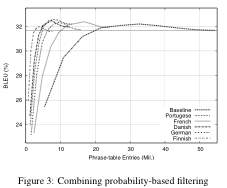 32
30
28
26
24
BLEU (%)
0 10 20 30 40 50
Phrase-table Entries (Mil.)
Baseline
Portugese
French
Danish
German
Finnish
Figure 3: Combining probability-based filtering